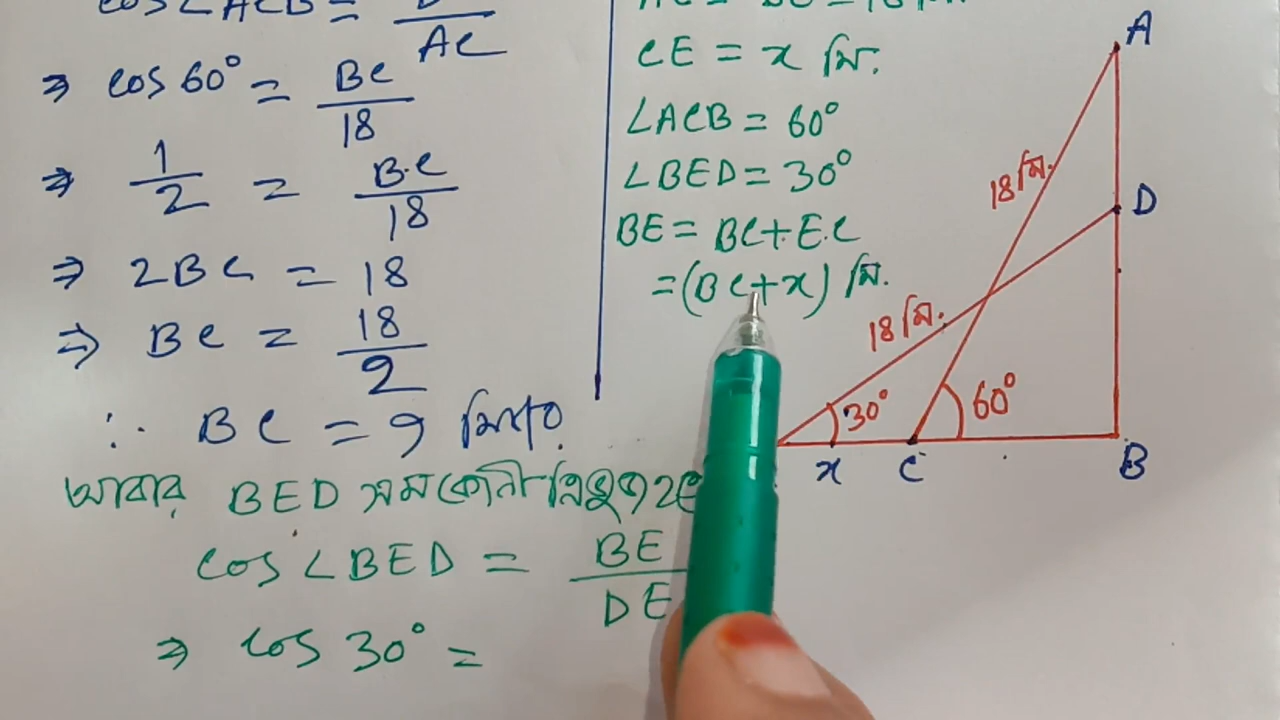 cos∠ACB =
AC
⇒ cos 60° = BC/18
⇒ 1/2 = BC/18
⇒ 2BC = 18
⇒ BC = 18/2
∴ BC = 9 মিটার
আবার, BED সমকোণী ত্রিভুজ হতে
cos∠BED = BE/DE
⇒ cos 30° =
CE = x মি.
∠ACB = 60°
∠BED = 30°
BE = BC + EC
= (BC + x) মি.
A
18 মি.
D
18 মি.
30°
60°
x
C
B